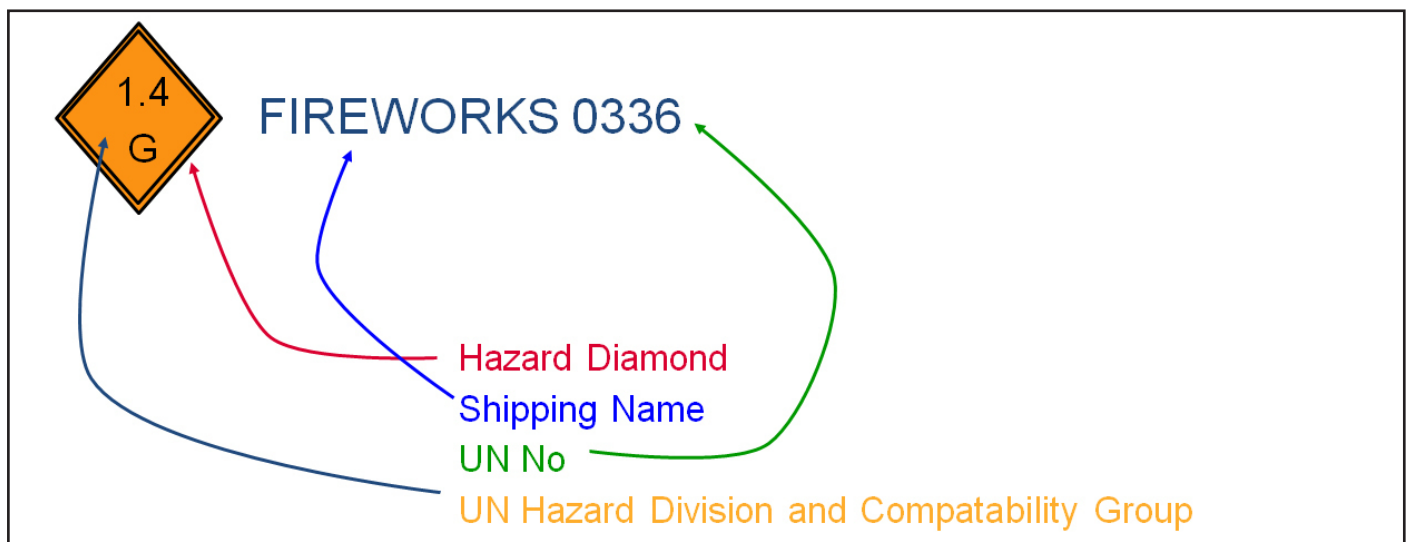 1.4
G
FIREWORKS 0336
Hazard Diamond
Shipping Name
UN No
UN Hazard Division and Compatability Group